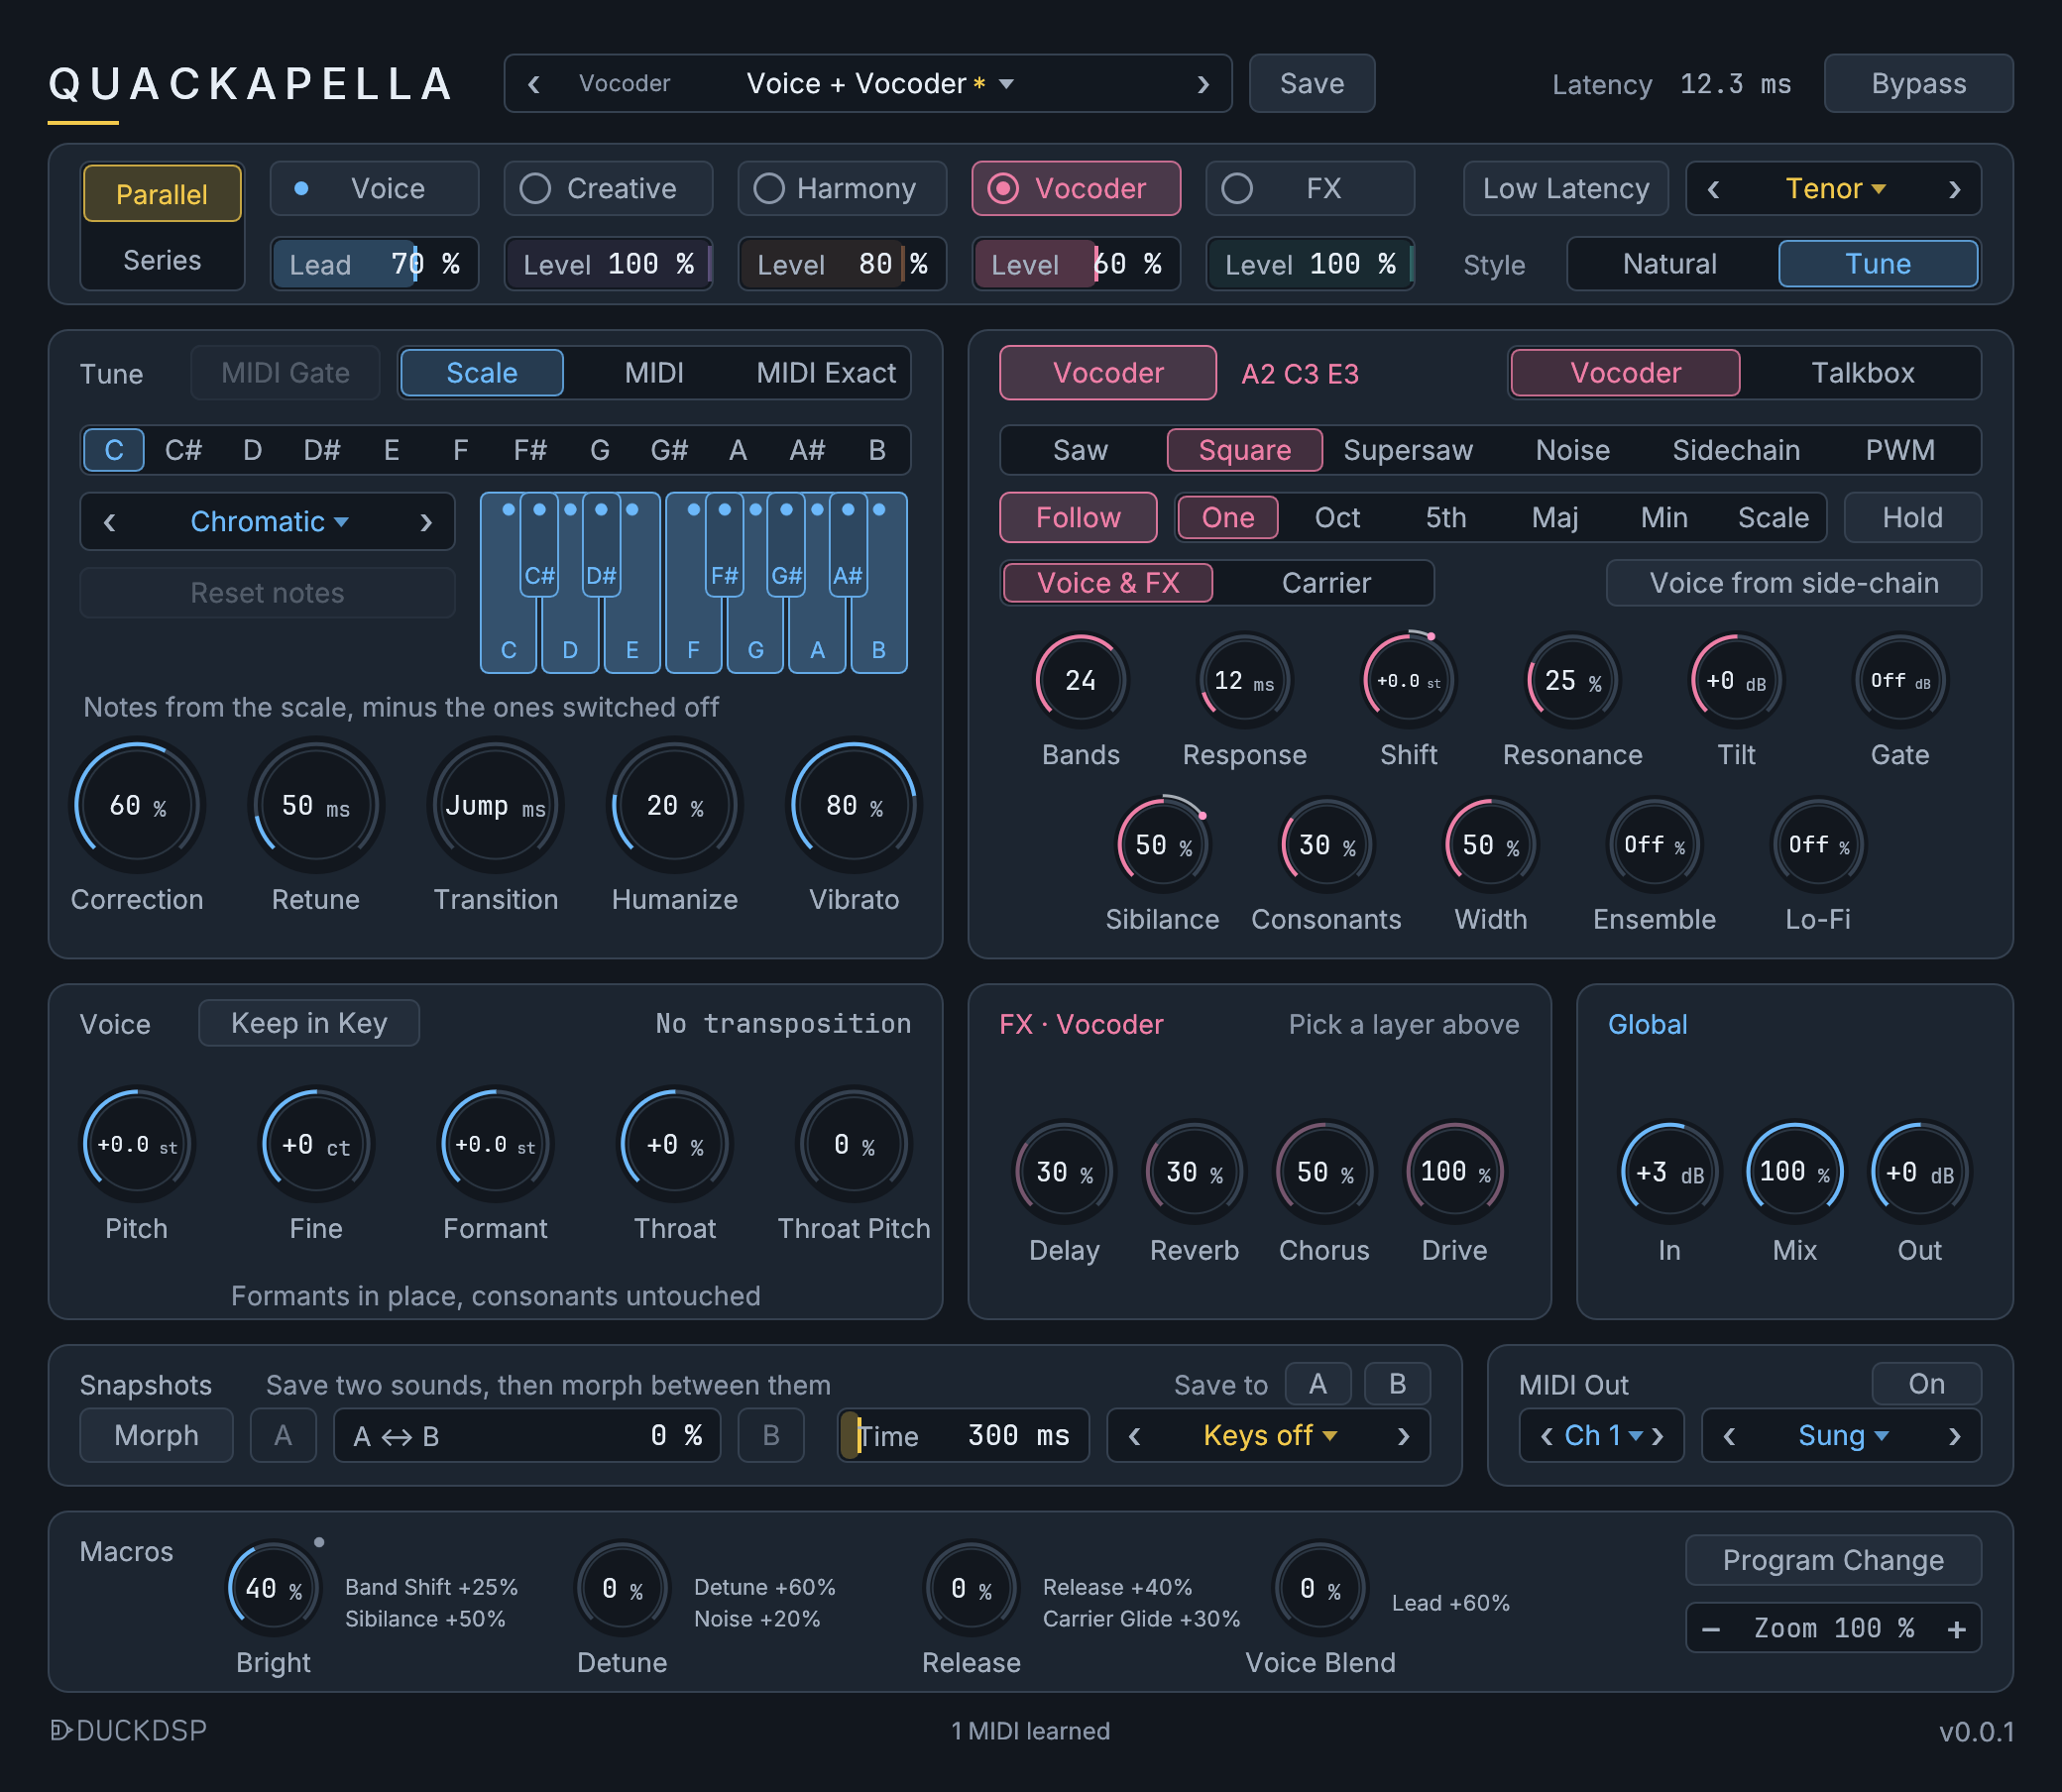 QUACKAPELLA
‹ Vocoder Voice + Vocoder * ›
Save
Latency 12.3 ms
Bypass
Parallel
Voice
Creative
Harmony
Vocoder
FX
Low Latency
‹ Tenor ›
Series
Lead 70 %
Level 100 %
Level 80 %
Level 60 %
Level 100 %
Style
Natural
Tune
Tune
MIDI Gate
Scale
MIDI
MIDI Exact
C C# D D# E F F# G G# A A# B
‹ Chromatic ›
Reset notes
C# D# F# G# A#
C D E F G A B
Notes from the scale, minus the ones switched off
60 % 50 ms Jump ms 20 % 80 %
Correction Retune Transition Humanize Vibrato
Vocoder
A2 C3 E3
Vocoder
Talkbox
Saw Square Supersaw Noise Sidechain PWM
Follow
One Oct 5th Maj Min Scale
Hold
Voice & FX
Carrier
Voice from side-chain
24 12 ms +0.0 st 25 % +0 dB Off dB
Bands Response Shift Resonance Tilt Gate
50 % 30 % 50 % Off % Off %
Sibilance Consonants Width Ensemble Lo-Fi
Voice
Keep in Key
No transposition
+0.0 st +0 ct +0.0 st +0 % 0 %
Pitch Fine Formant Throat Throat Pitch
Formants in place, consonants untouched
FX · Vocoder
Pick a layer above
30 % 30 % 50 % 100 %
Delay Reverb Chorus Drive
Global
+3 dB 100 % +0 dB
In Mix Out
Snapshots
Save two sounds, then morph between them
Save to A B
Morph
A
A ↔ B 0 %
B
Time 300 ms
‹ Keys off ›
MIDI Out
On
‹ Ch 1 ›
‹ Sung ›
Macros
40 %
Bright
Band Shift +25%
Sibilance +50%
0 %
Detune
Detune +60%
Noise +20%
0 %
Release
Release +40%
Carrier Glide +30%
0 %
Voice Blend
Lead +60%
Program Change
− Zoom 100 % +
DUCKDSP
1 MIDI learned
v0.0.1